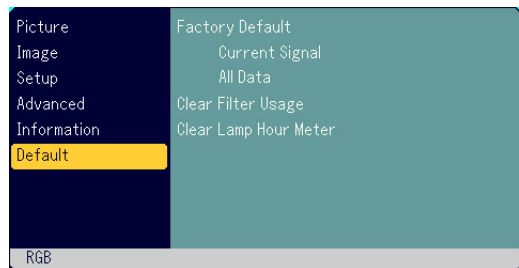 Picture
Image
Setup
Advanced
Information
Default
Factory Default
Current Signal
All Data
Clear Filter Usage
Clear Lamp Hour Meter
RGB